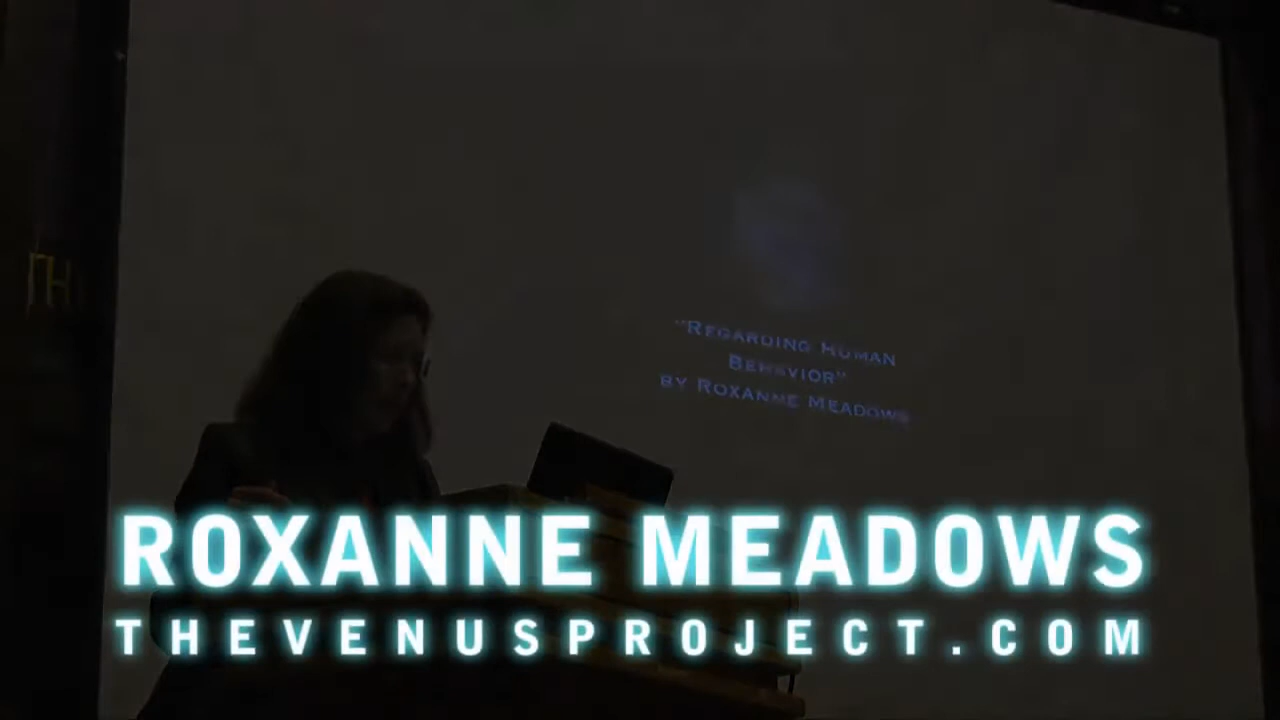 "REGARDING HUMAN
BEHAVIOR"
BY ROXANNE MEADOWS
ROXANNE MEADOWS
THEVENUSPROJECT.COM